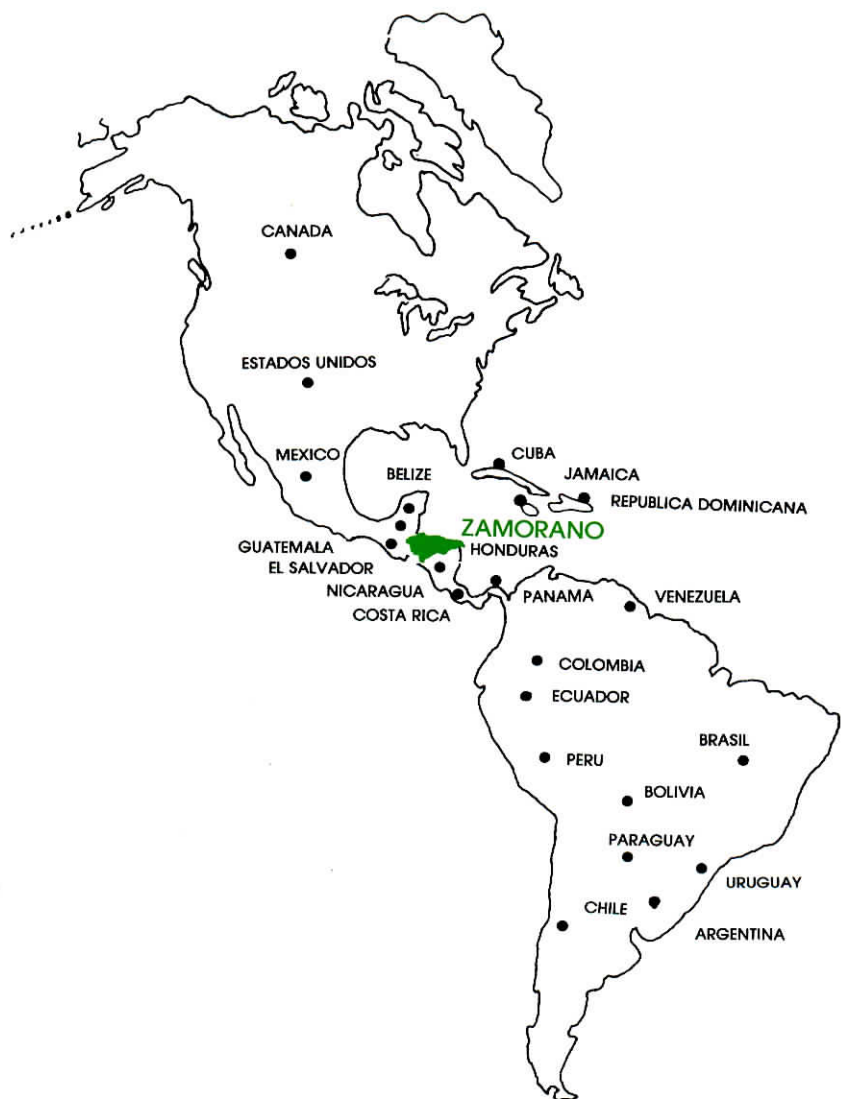 CANADA
ESTADOS UNIDOS
MEXICO
CUBA
BELIZE
JAMAICA
REPUBLICA DOMINICANA
ZAMORANO
GUATEMALA
HONDURAS
EL SALVADOR
NICARAGUA
PANAMA
VENEZUELA
COSTA RICA
COLOMBIA
ECUADOR
BRASIL
PERU
BOLIVIA
PARAGUAY
URUGUAY
CHILE
ARGENTINA